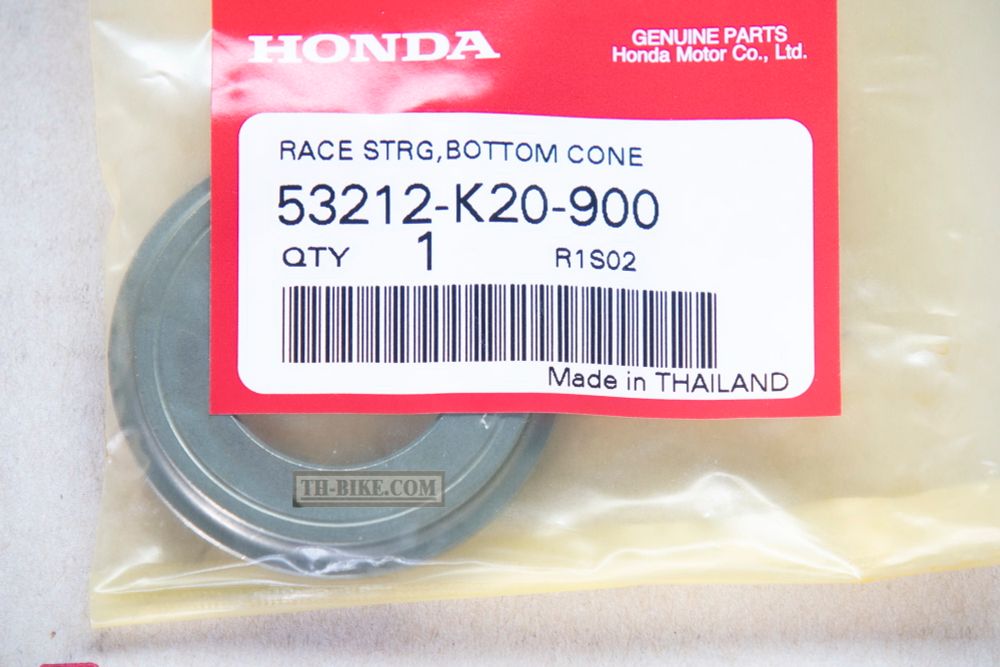 HONDA
GENUINE PARTS
Honda Motor Co., Ltd.
RACE STRG,BOTTOM CONE
53212-K20-900
QTY 1 R1S02
Made in THAILAND
TH-BIKE.COM